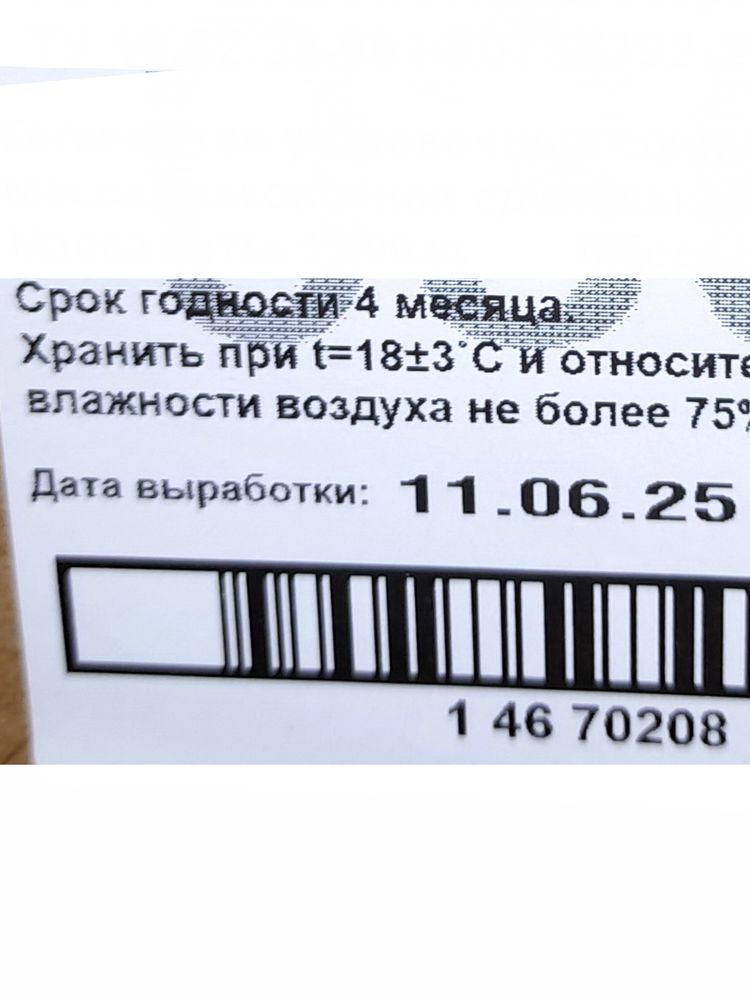 Срок годности 4 месяца.
Хранить при t=18±3°С и относите
влажности воздуха не более 75%
Дата выработки: 11.06.25
1 46 70208